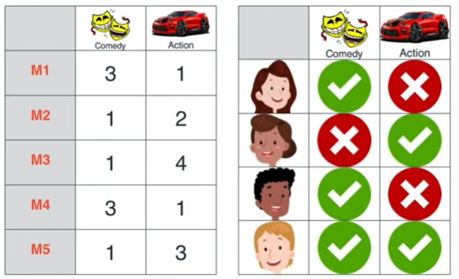 Comedy Action
M1 3 1
M2 1 2
M3 1 4
M4 3 1
M5 1 3
Comedy Action